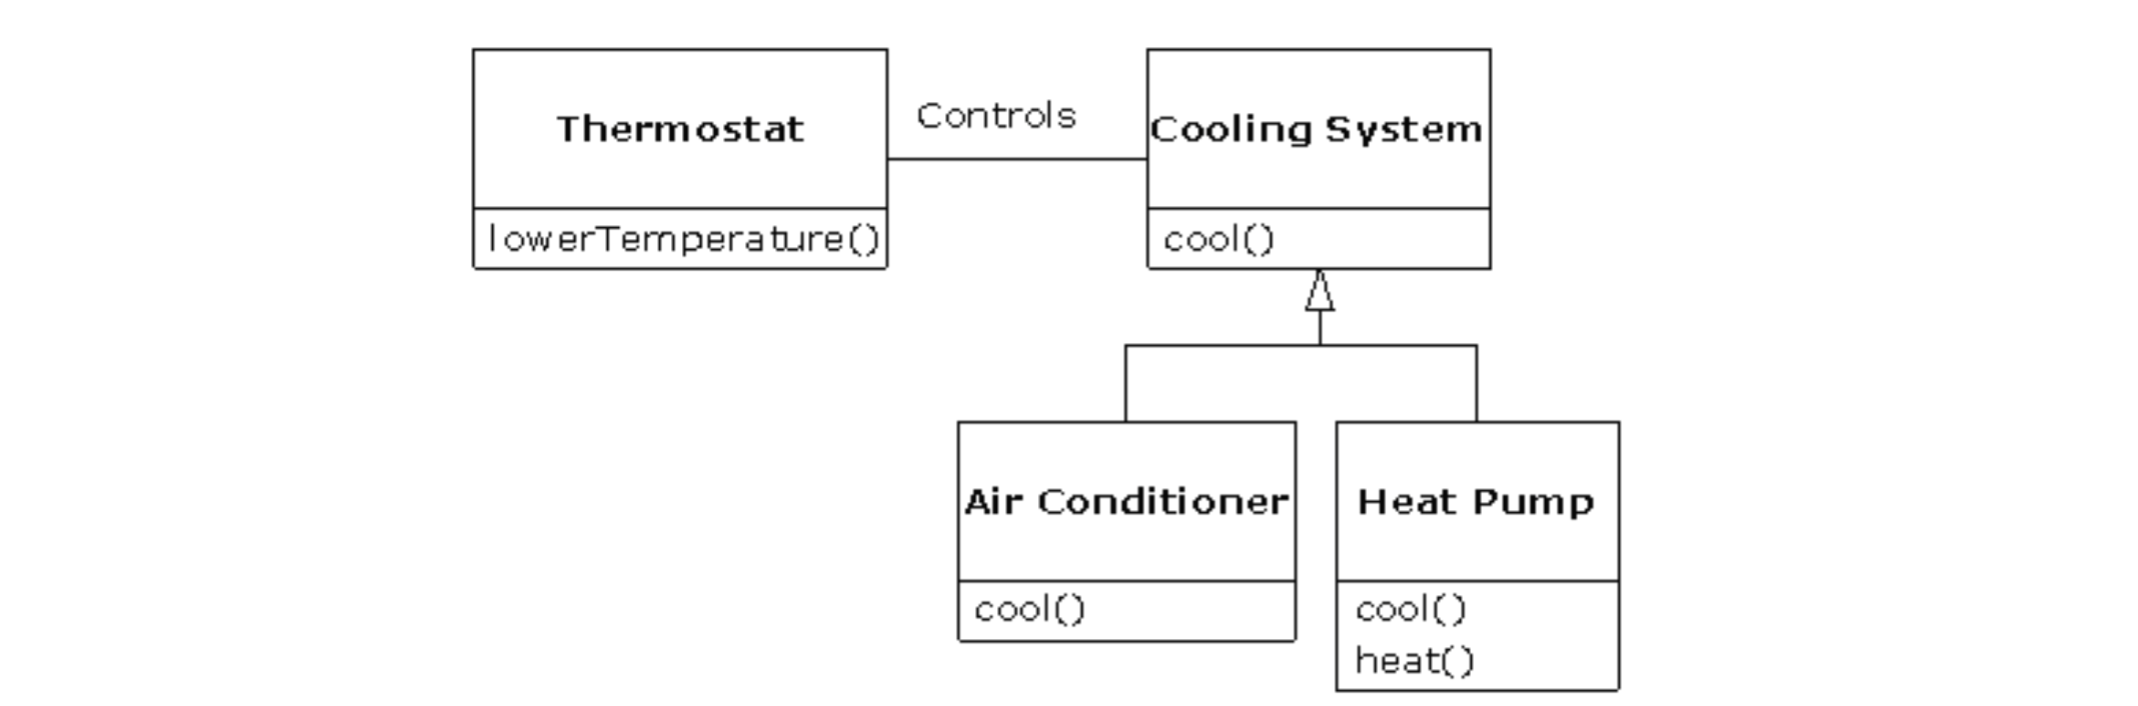 Thermostat
lowerTemperature()
Controls
Cooling System
cool()
Air Conditioner
cool()
Heat Pump
cool()
heat()